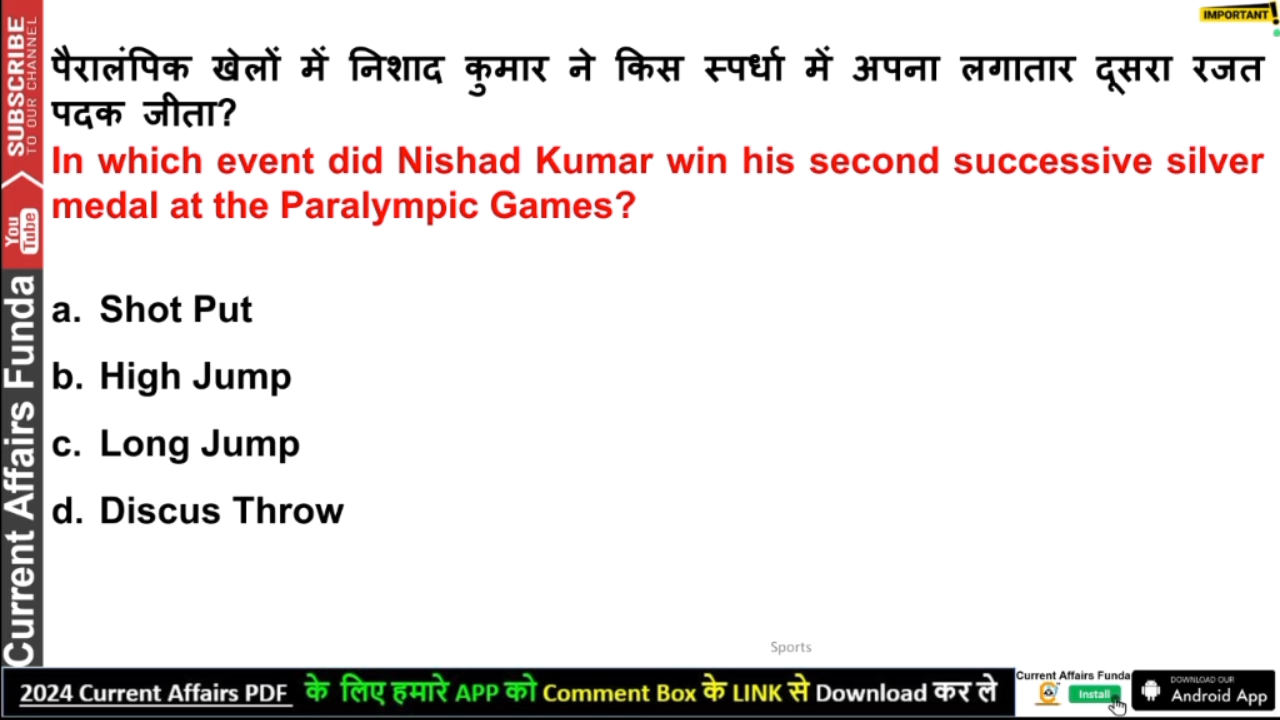 IMPORTANT!
पैरालंपिक खेलों में निशाद कुमार ने किस स्पर्धा में अपना लगातार दूसरा रजत
पदक जीता?
In which event did Nishad Kumar win his second successive silver
medal at the Paralympic Games?
a. Shot Put
b. High Jump
c. Long Jump
d. Discus Throw
Sports
SUBSCRIBE
TO OUR CHANNEL
You
Tube
Current Affairs Funda
2024 Current Affairs PDF के लिए हमारे APP को Comment Box के LINK से Download कर ले
Current Affairs Funda
Install
DOWNLOAD OUR
Android App